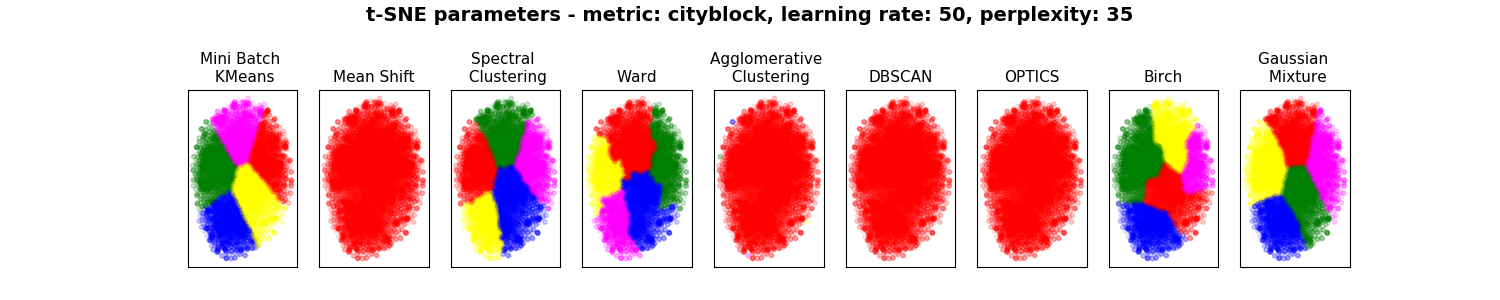 t-SNE parameters - metric: cityblock, learning rate: 50, perplexity: 35
Mini Batch
KMeans
Mean Shift
Spectral
Clustering
Ward
Agglomerative
Clustering
DBSCAN
OPTICS
Birch
Gaussian
Mixture